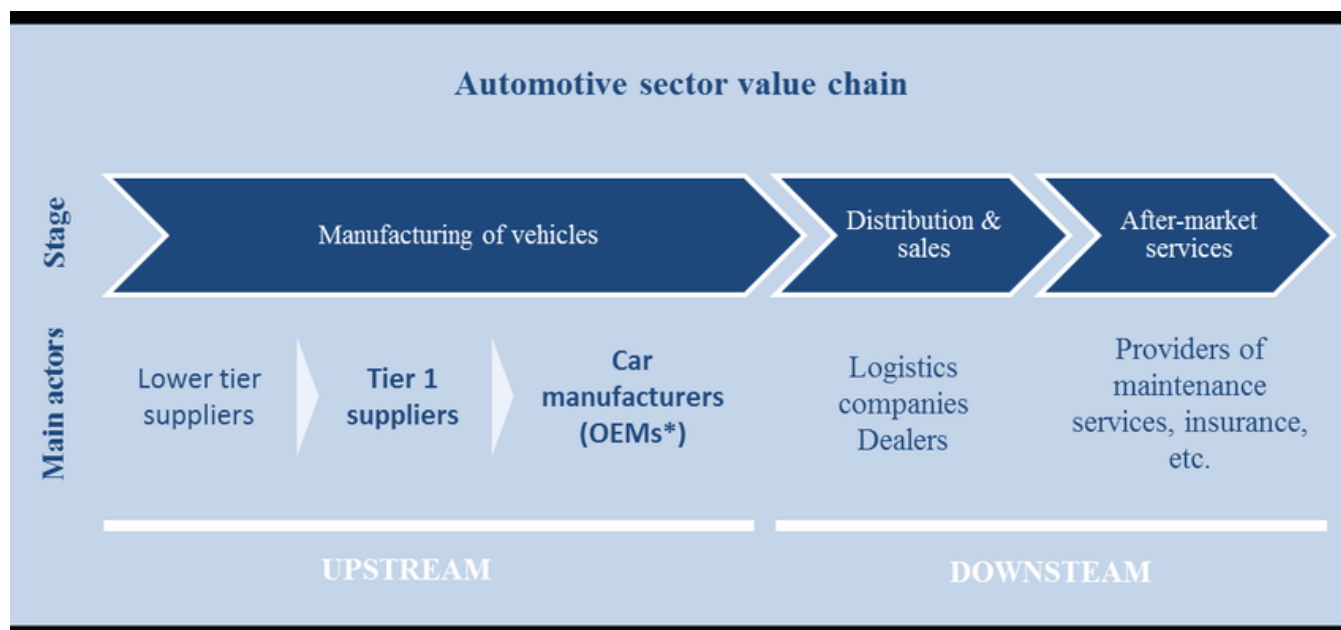 Automotive sector value chain
Stage
Manufacturing of vehicles
Distribution &
sales
After-market
services
Main actors
Lower tier
suppliers
Tier 1
suppliers
Car
manufacturers
(OEMs*)
Logistics
companies
Dealers
Providers of
maintenance
services, insurance,
etc.
UPSTREAM
DOWNSTEAM